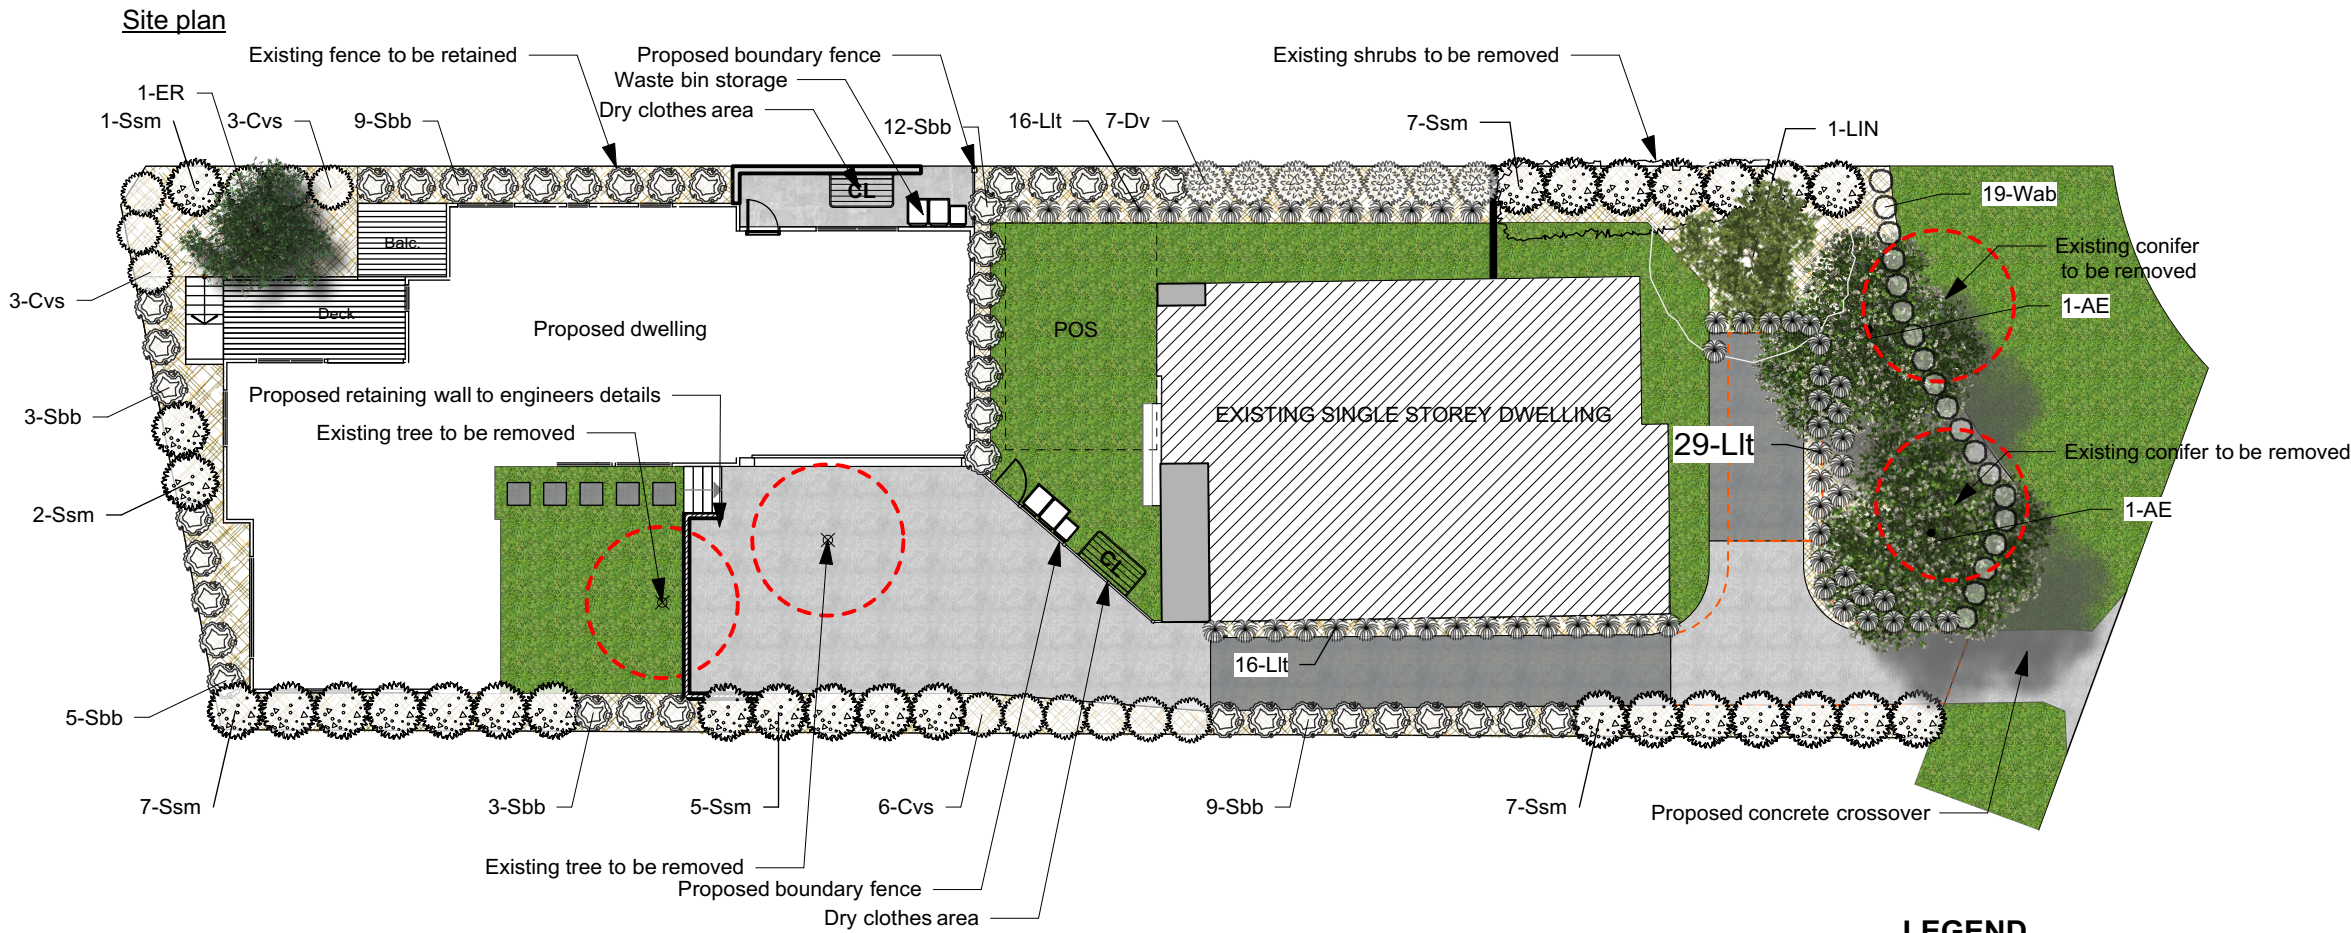 Site plan
Existing fence to be retained
Proposed boundary fence
Existing shrubs to be removed
Waste bin storage
1-ER
Dry clothes area
1-Ssm
3-Cvs
9-Sbb
12-Sbb
16-Llt
7-Dv
7-Ssm
1-LIN
CL
19-Wab
Balc.
Existing conifer
to be removed
3-Cvs
Deck
Proposed dwelling
POS
1-AE
Proposed retaining wall to engineers details
3-Sbb
EXISTING SINGLE STOREY DWELLING
Existing tree to be removed
29-Llt
Existing conifer to be removed
2-Ssm
1-AE
CL
16-Llt
5-Sbb
7-Ssm
3-Sbb
5-Ssm
6-Cvs
9-Sbb
7-Ssm
Proposed concrete crossover
Existing tree to be removed
Proposed boundary fence
Dry clothes area
LEGEND